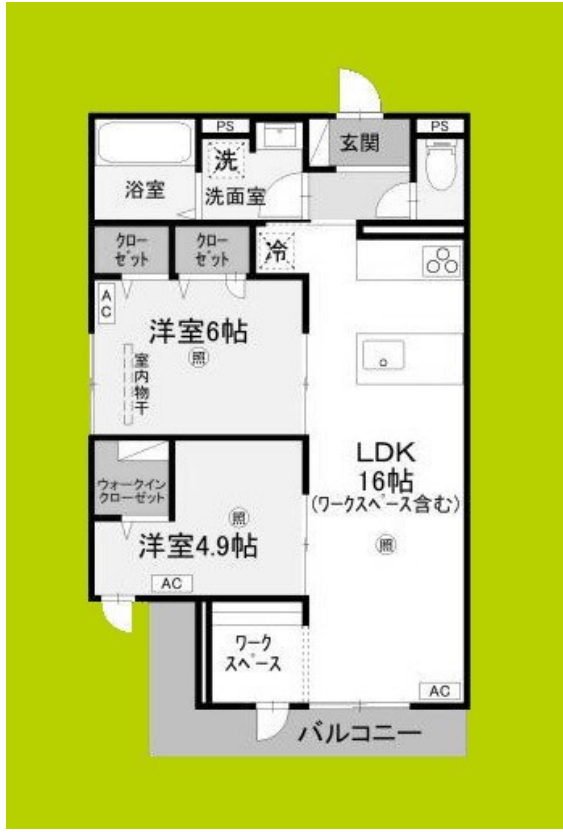 PS
PS
玄関
洗
浴室
洗面室
クロー
ゼット
クロー
ゼット
冷
AC
洋室6帖
照
室内物干
LDK
16帖
(ワークスペース含む)
照
ウォークイン
クローゼット
照
洋室4.9帖
AC
ワーク
スペース
AC
バルコニー